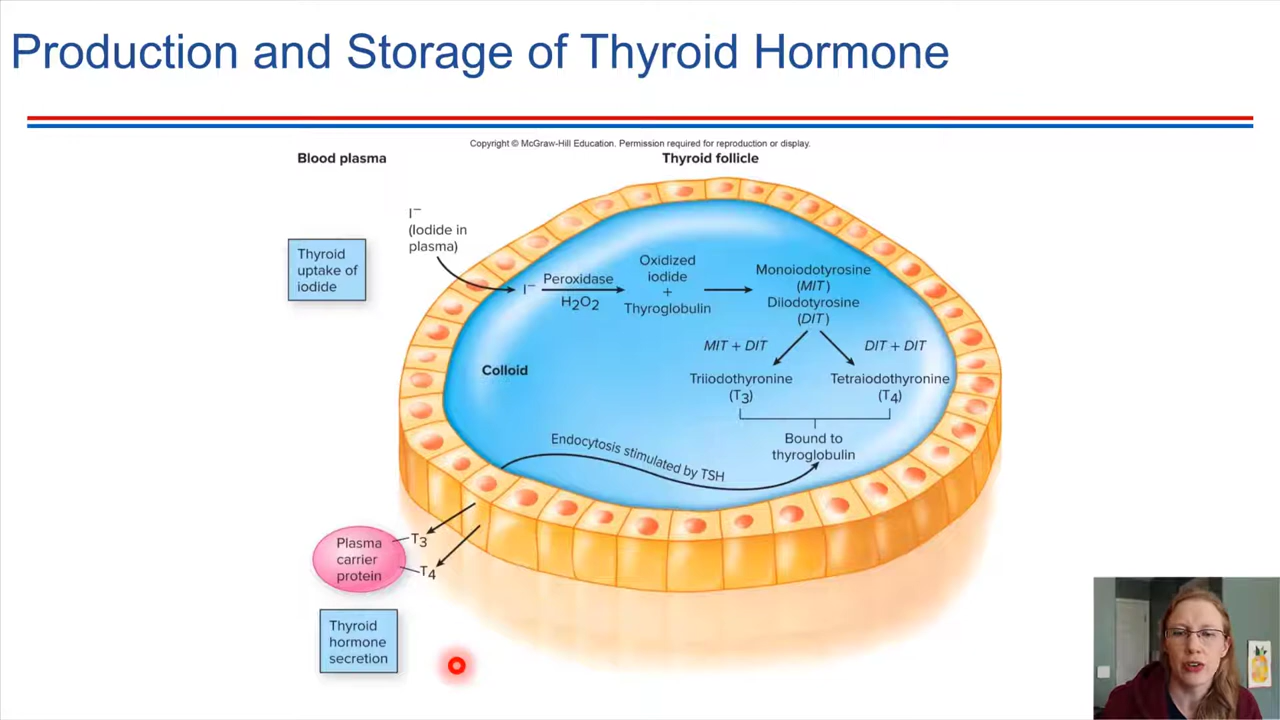 Production and Storage of Thyroid Hormone
Copyright © McGraw-Hill Education. Permission required for reproduction or display.
Blood plasma
Thyroid follicle
I⁻
(Iodide in
plasma)
Thyroid
uptake of
iodide
I⁻
Peroxidase
H₂O₂
Oxidized
iodide
+
Thyroglobulin
Monoiodotyrosine
(MIT)
Diiodotyrosine
(DIT)
MIT + DIT
DIT + DIT
Colloid
Triiodothyronine
(T₃)
Tetraiodothyronine
(T₄)
Bound to
thyroglobulin
Endocytosis stimulated by TSH
Plasma
carrier
protein
T₃
T₄
Thyroid
hormone
secretion